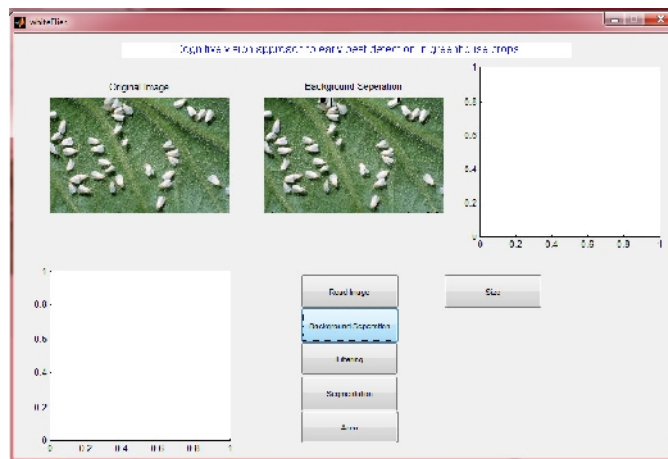 whiteFlies
Cognitive vision approach to early pest detection in greenhouse crops
Original Image
Background Seperation
1
0.8
0.6
0.4
0.2
0
0 0.2 0.4 0.6 0.8 1
1
0.8
0.6
0.4
0.2
0
0 0.2 0.4 0.6 0.8 1
Read Image
Size
Background Seperation
Filtering
Segmentation
Area